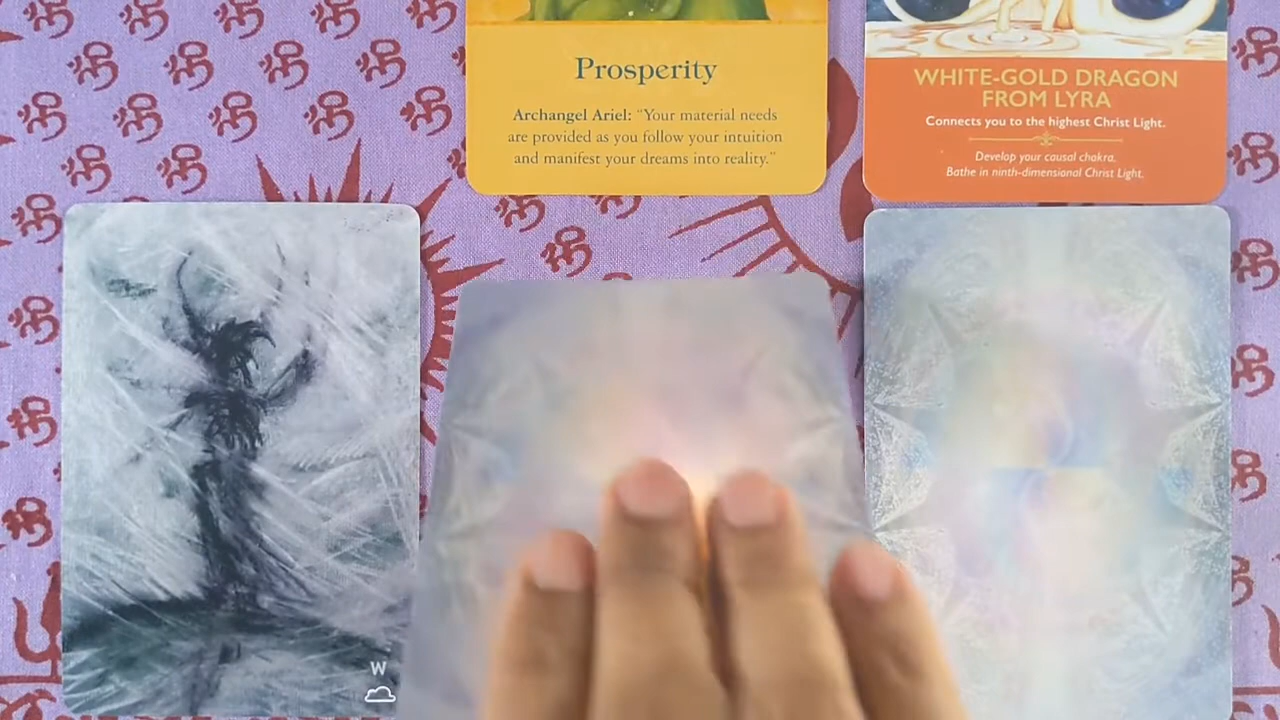 Prosperity
Archangel Ariel: “Your material needs
are provided as you follow your intuition
and manifest your dreams into reality.”
WHITE-GOLD DRAGON
FROM LYRA
Connects you to the highest Christ Light.
Develop your causal chakra.
Bathe in ninth-dimensional Christ Light.
W